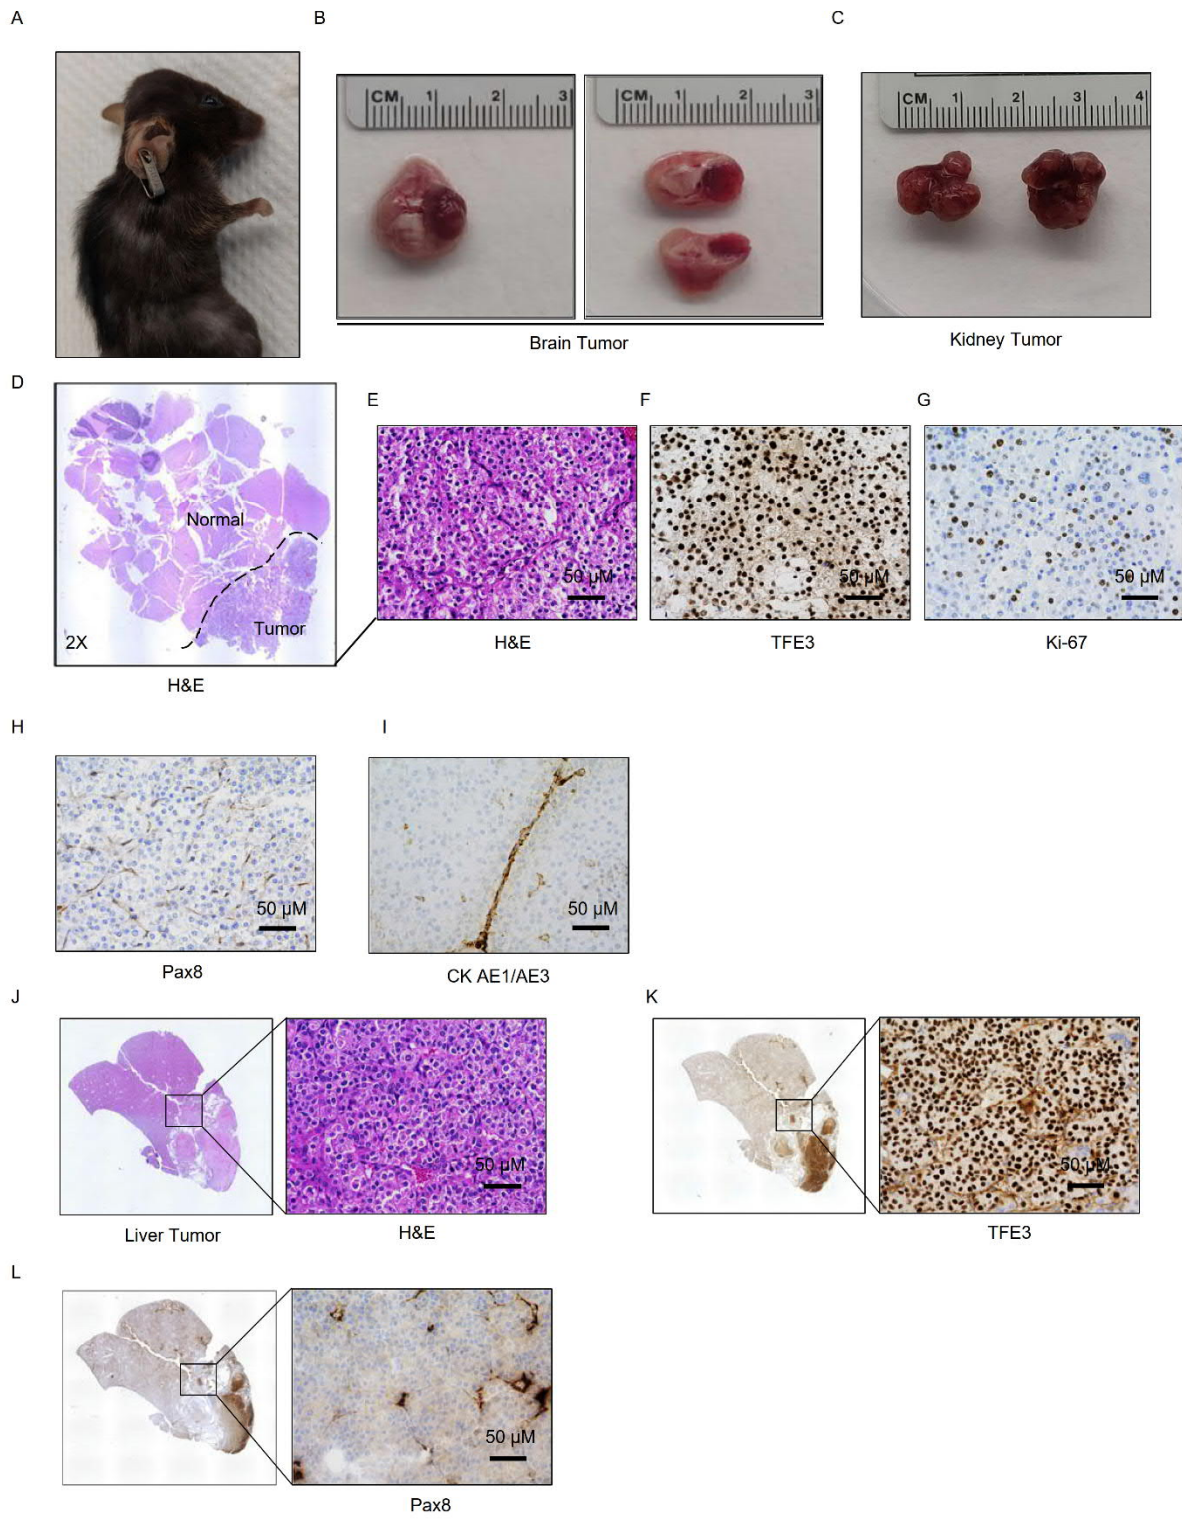 A
B
C
CM 1 2 3
CM 1 2 3
CM 1 2 3 4
Brain Tumor
Kidney Tumor
D
E
F
G
Normal
Tumor
2X
50 µM
50 µM
50 µM
H&E
H&E
TFE3
Ki-67
H
I
50 µM
50 µM
Pax8
CK AE1/AE3
J
K
50 µM
50 µM
Liver Tumor
H&E
TFE3
L
50 µM
Pax8